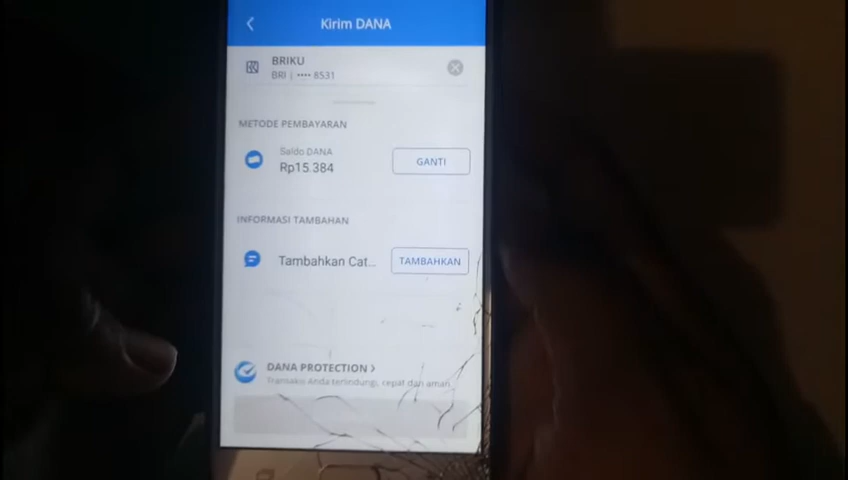 Kirim DANA
BRIKU
BRI | •••• 8531
METODE PEMBAYARAN
Saldo DANA
Rp15.384
GANTI
INFORMASI TAMBAHAN
Tambahkan Cat...
TAMBAHKAN
DANA PROTECTION >
Transaksi Anda terlindungi, cepat dan aman